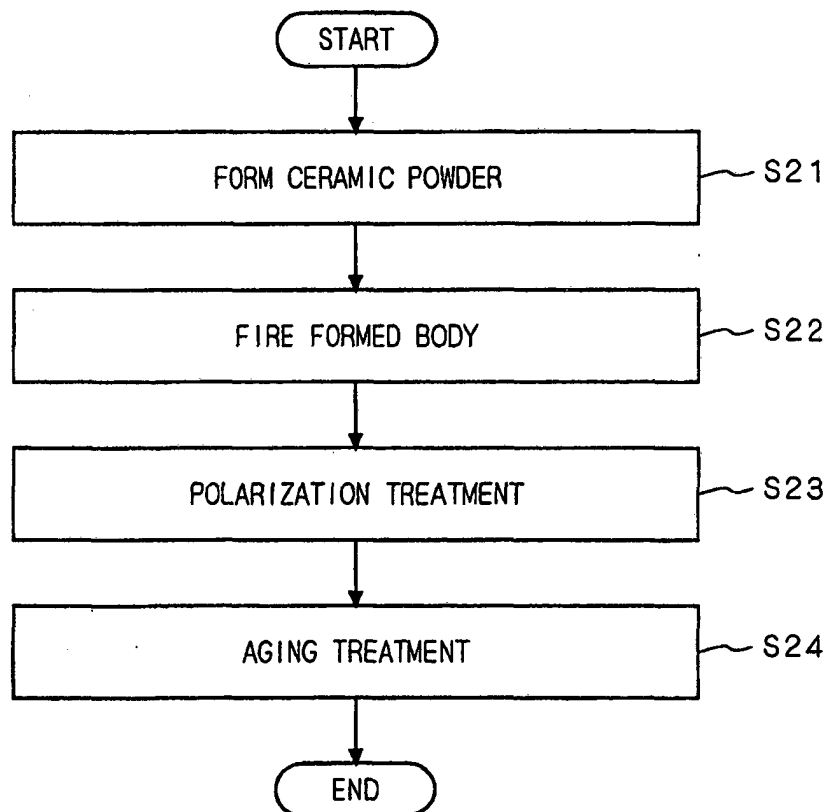 START
FORM CERAMIC POWDER
S21
FIRE FORMED BODY
S22
POLARIZATION TREATMENT
S23
AGING TREATMENT
S24
END